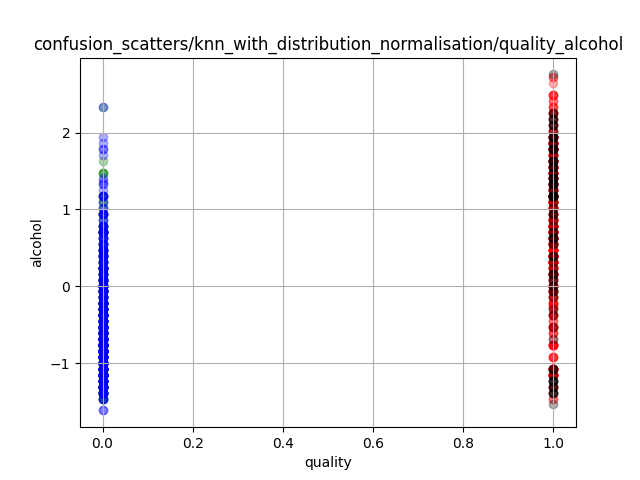 confusion_scatters/knn_with_distribution_normalisation/quality_alcohol
alcohol
2
1
0
−1
0.0 0.2 0.4 0.6 0.8 1.0
quality